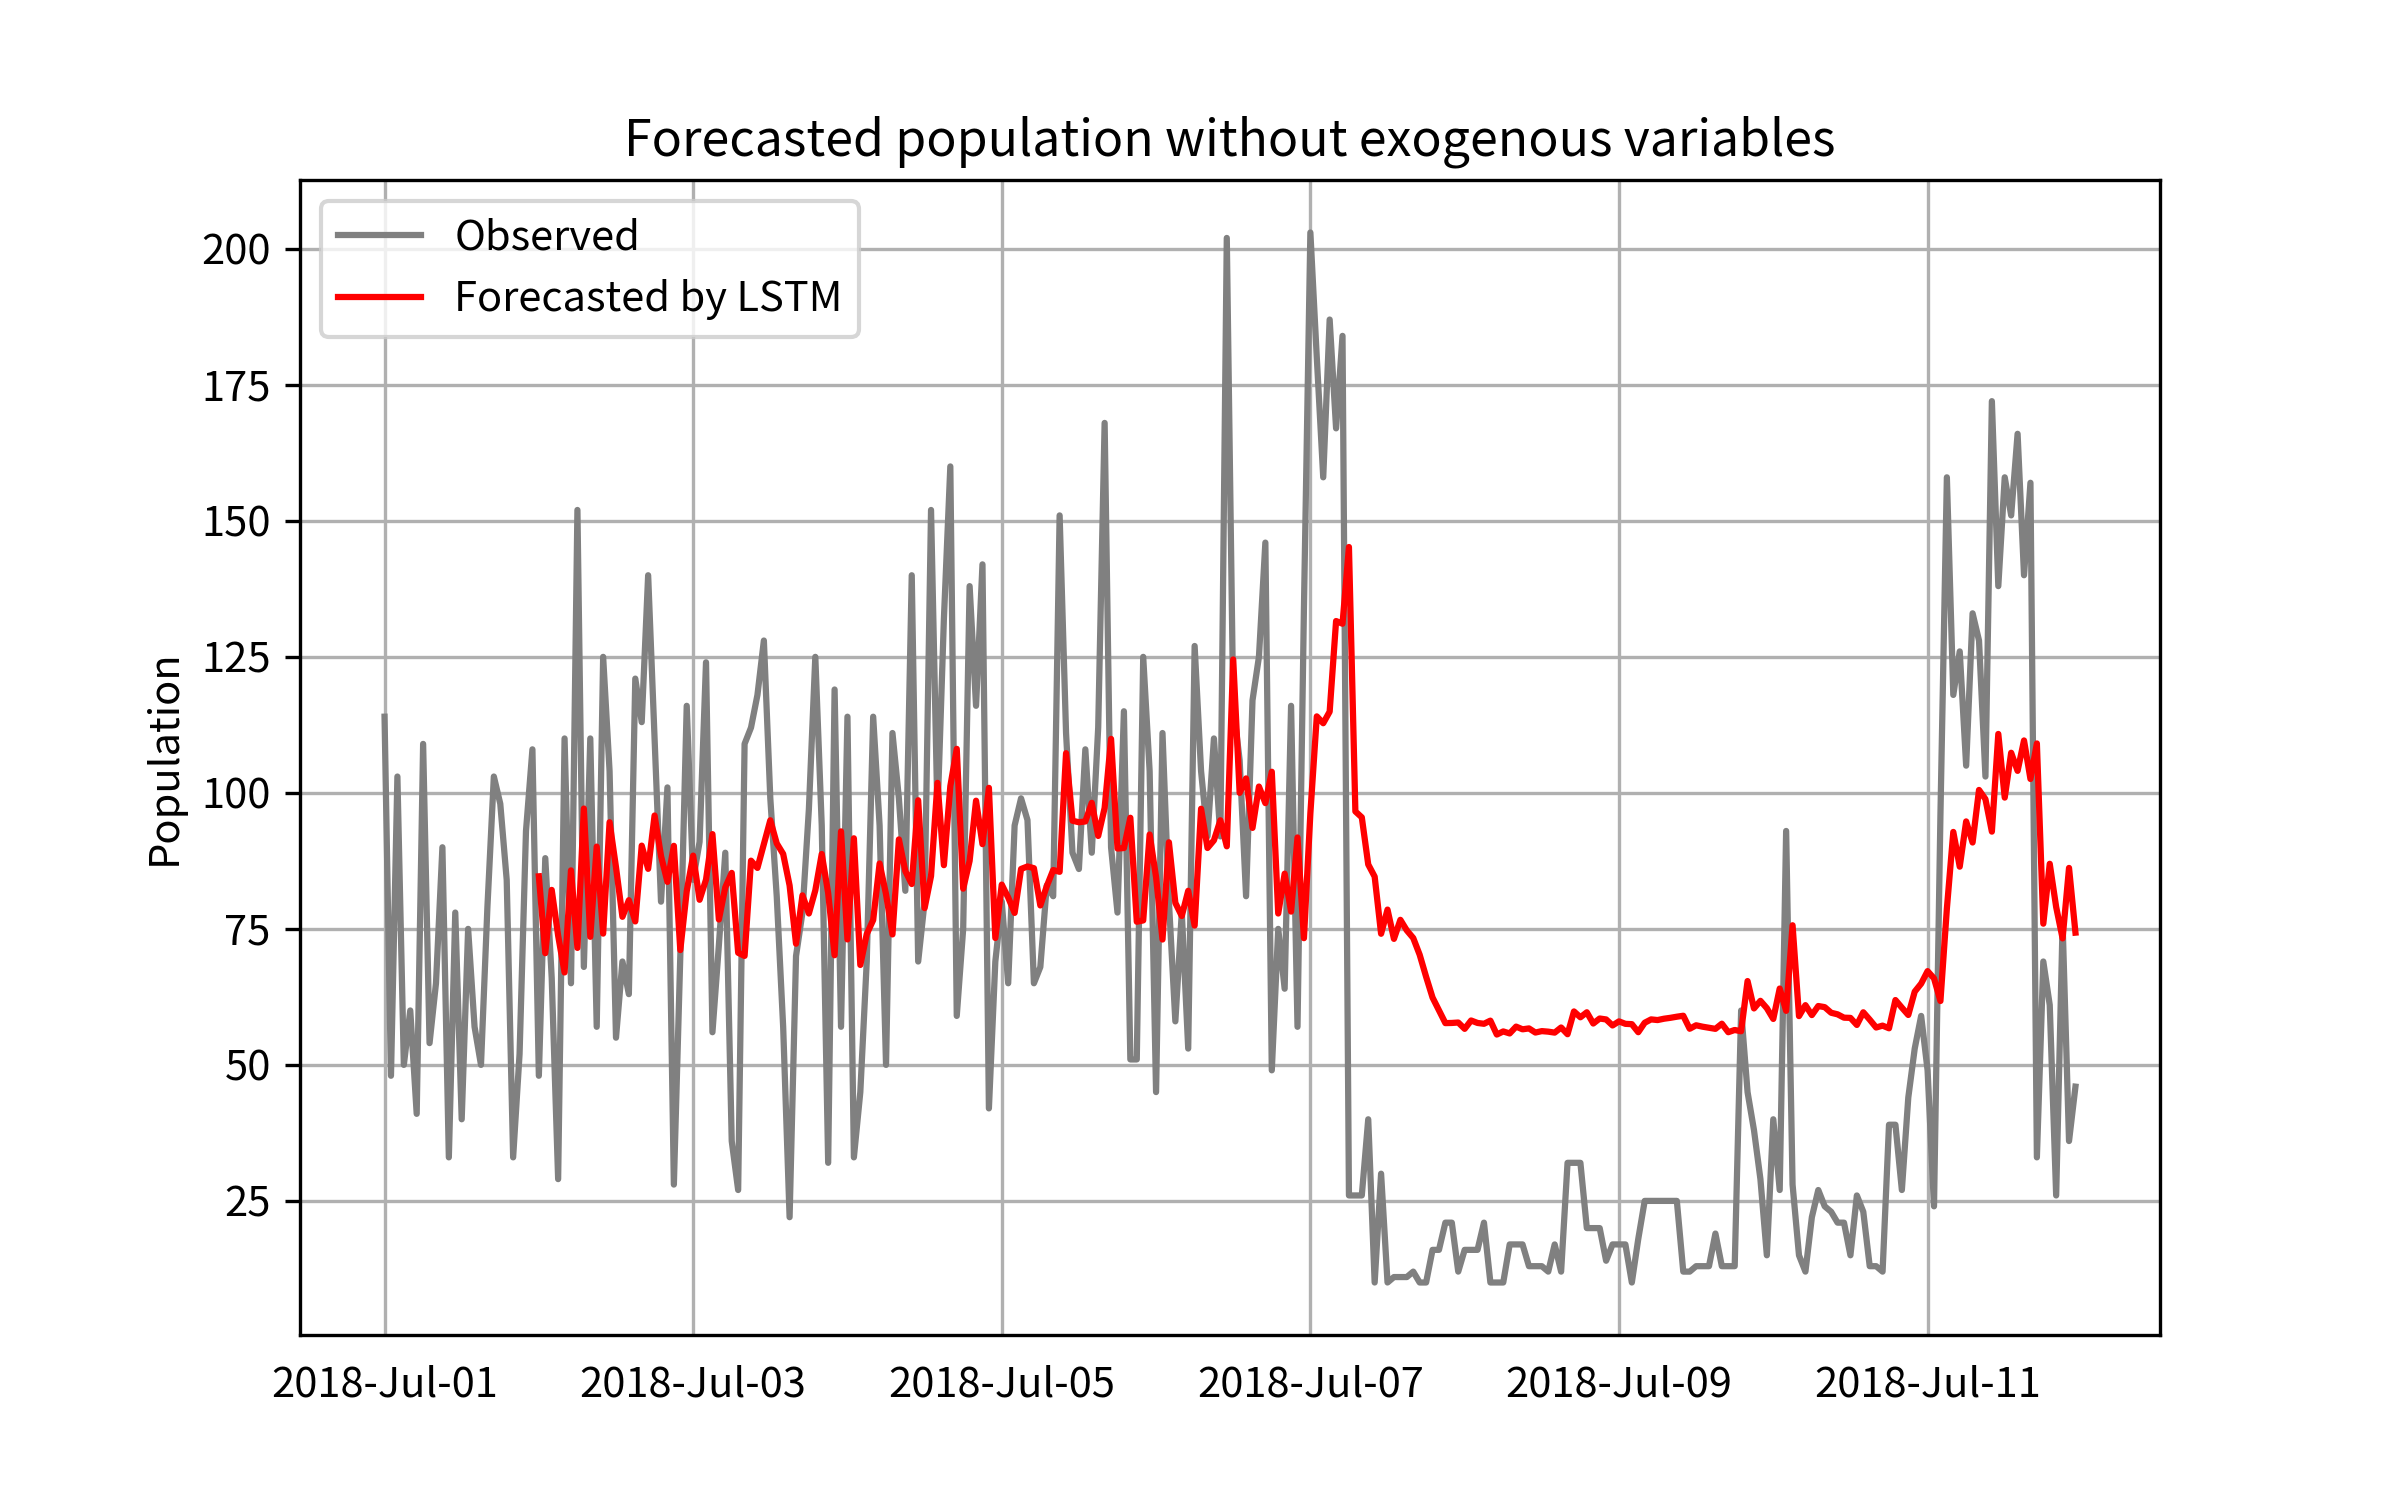 Forecasted population without exogenous variables
Observed
Forecasted by LSTM
200
175
150
125
100
75
50
25
Population
2018-Jul-01 2018-Jul-03 2018-Jul-05 2018-Jul-07 2018-Jul-09 2018-Jul-11